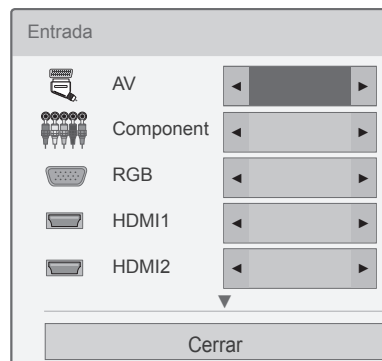 Entrada
AV
Component
RGB
HDMI1
HDMI2
Cerrar